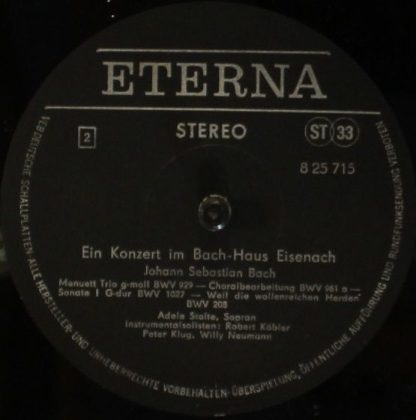 ETERNA
2
STEREO
ST 33
8 25 715
Ein Konzert im Bach-Haus Eisenach
Johann Sebastian Bach
Menuett Trio g-moll BWV 929 — Choralbearbeitung BWV 981 a —
Sonate I G-dur BWV 1027 — Weil die wollenreichen Herden
BWV 208
Adele Stolte, Sopran
Instrumentalsolisten: Robert Köbler
Peter Klug, Willy Neumann
VEB DEUTSCHE SCHALLPLATTEN · ALLE HERSTELLER- UND URHEBERRECHTE VORBEHALTEN · ÜBERSPIELUNG, ÖFFENTLICHE AUFFÜHRUNG UND RUNDFUNKSENDUNG VERBOTEN